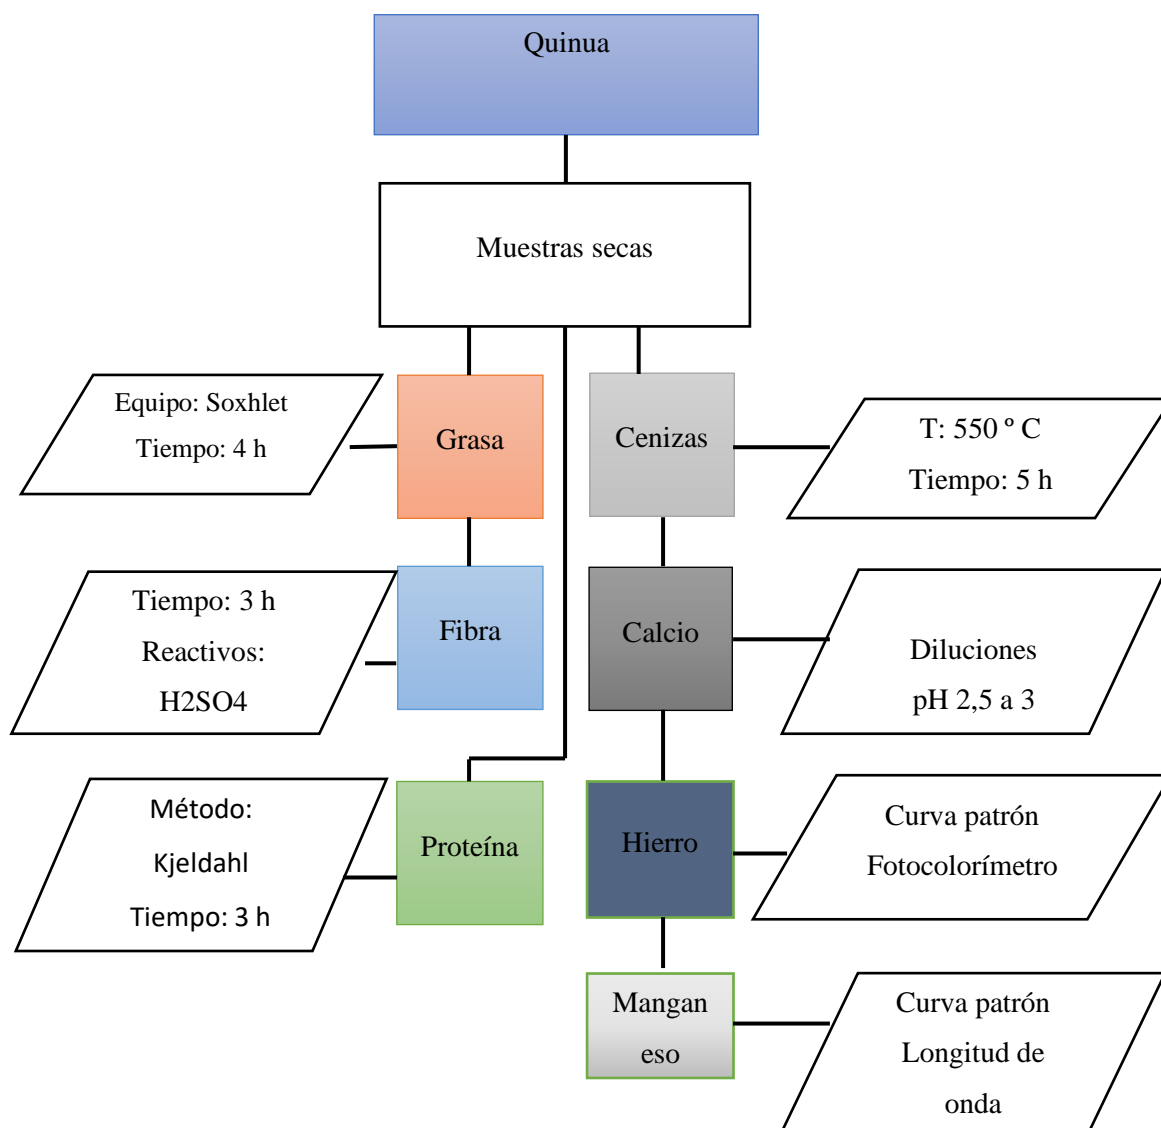 Quinua
Muestras secas
Equipo: Soxhlet
Tiempo: 4 h
Grasa
Cenizas
T: 550 º C
Tiempo: 5 h
Tiempo: 3 h
Reactivos:
H2SO4
Fibra
Calcio
Diluciones
pH 2,5 a 3
Método:
Kjeldahl
Tiempo: 3 h
Proteína
Hierro
Curva patrón
Fotocolorímetro
Mangan
eso
Curva patrón
Longitud de
onda